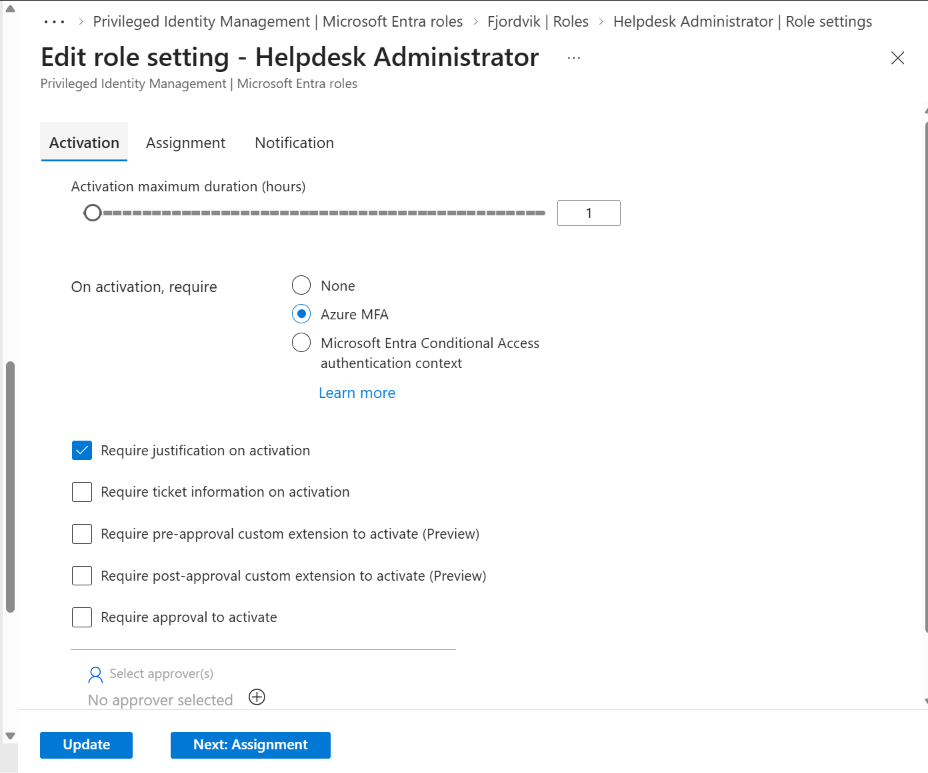 ··· > Privileged Identity Management | Microsoft Entra roles > Fjordvik | Roles > Helpdesk Administrator | Role settings
Edit role setting - Helpdesk Administrator ···
Privileged Identity Management | Microsoft Entra roles
Activation Assignment Notification
Activation maximum duration (hours)
1
On activation, require
None
Azure MFA
Microsoft Entra Conditional Access
authentication context
Learn more
Require justification on activation
Require ticket information on activation
Require pre-approval custom extension to activate (Preview)
Require post-approval custom extension to activate (Preview)
Require approval to activate
Select approver(s)
No approver selected
Update Next: Assignment